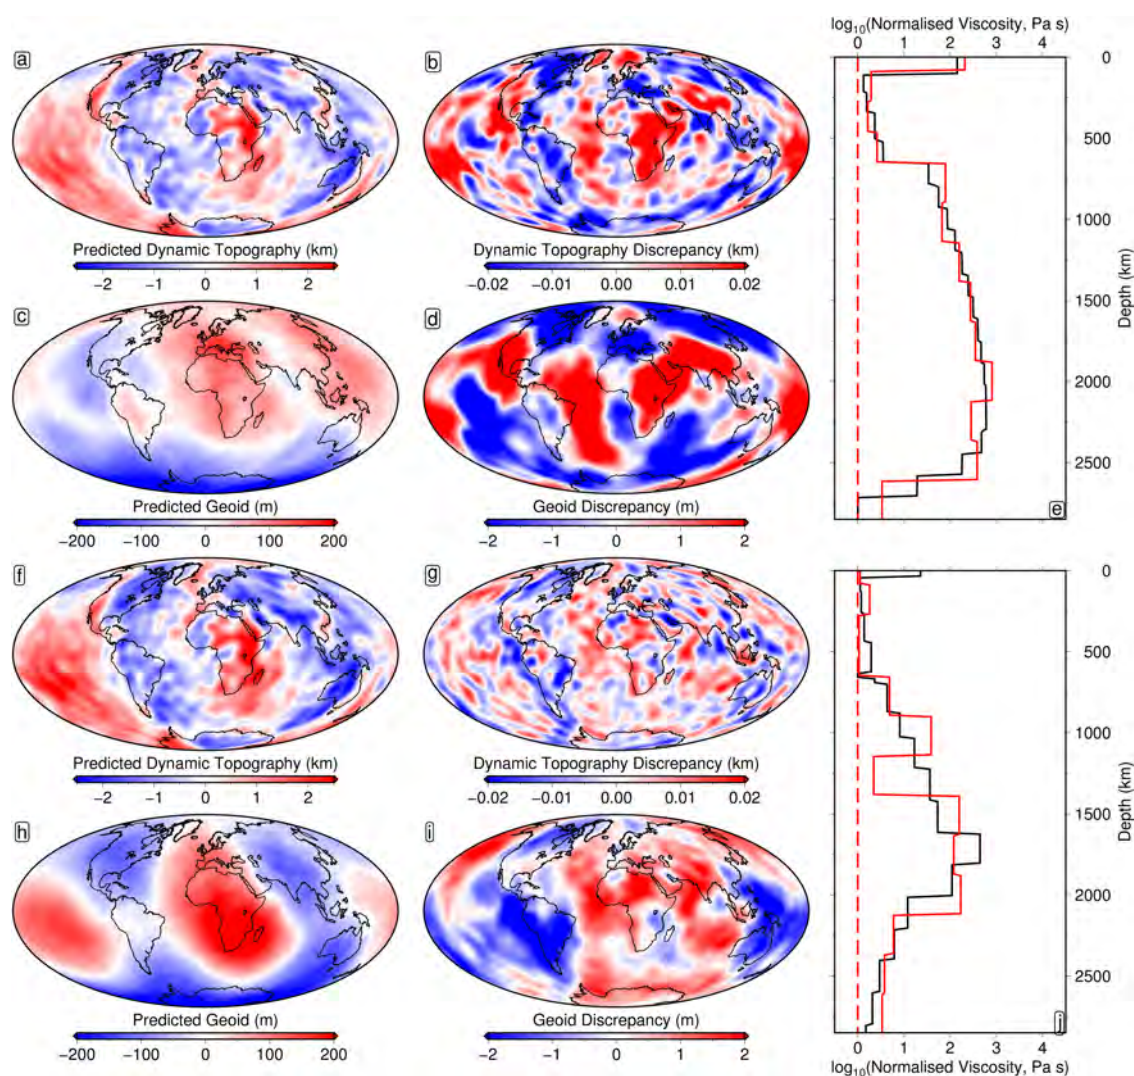 log10(Normalised Viscosity, Pa s)
0 1 2 3 4
a
b
Predicted Dynamic Topography (km)
−2 −1 0 1 2
Dynamic Topography Discrepancy (km)
−0.02 −0.01 0.00 0.01 0.02
c
d
Predicted Geoid (m)
−200 −100 0 100 200
Geoid Discrepancy (m)
−2 −1 0 1 2
0
500
1000
1500
2000
2500
Depth (km)
e
f
g
Predicted Dynamic Topography (km)
−2 −1 0 1 2
Dynamic Topography Discrepancy (km)
−0.02 −0.01 0.00 0.01 0.02
h
i
Predicted Geoid (m)
−200 −100 0 100 200
Geoid Discrepancy (m)
−2 −1 0 1 2
0
500
1000
1500
2000
2500
Depth (km)
j
0 1 2 3 4
log10(Normalised Viscosity, Pa s)